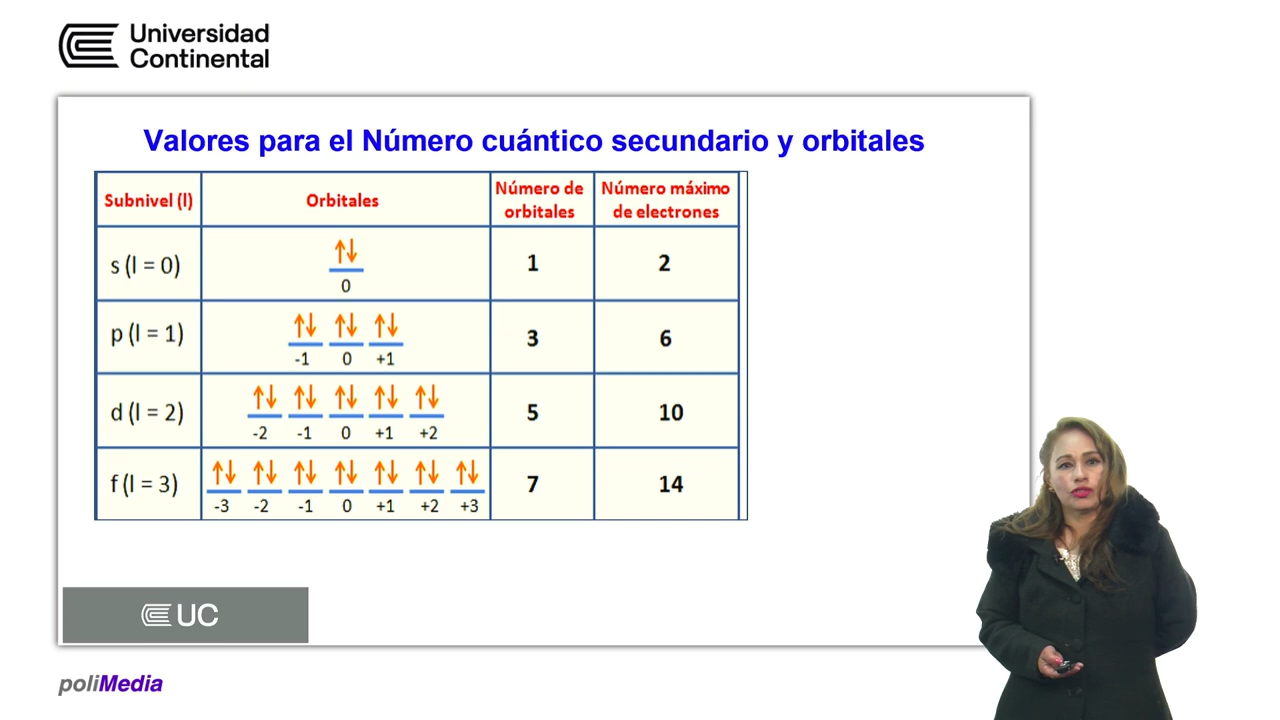 Universidad
Continental
Valores para el Número cuántico secundario y orbitales
Subnivel (l) Orbitales Número de orbitales Número máximo de electrones
s (l = 0) ↑↓ 1 2
0
p (l = 1) ↑↓ ↑↓ ↑↓ 3 6
-1 0 +1
d (l = 2) ↑↓ ↑↓ ↑↓ ↑↓ ↑↓ 5 10
-2 -1 0 +1 +2
f (l = 3) ↑↓ ↑↓ ↑↓ ↑↓ ↑↓ ↑↓ ↑↓ 7 14
-3 -2 -1 0 +1 +2 +3
UC
poliMedia